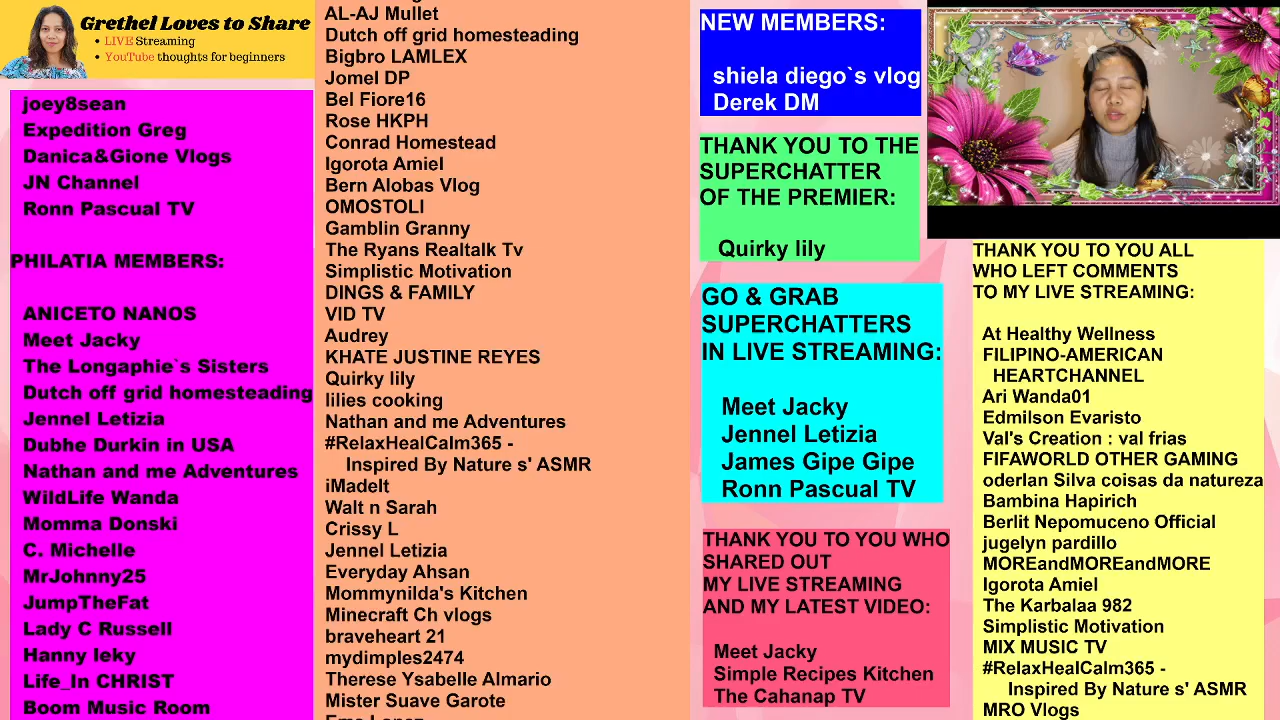 Grethel Loves to Share
• LIVE Streaming
• YouTube thoughts for beginners
joey8sean
Expedition Greg
Danica&Gione Vlogs
JN Channel
Ronn Pascual TV
PHILATIA MEMBERS:
ANICETO NANOS
Meet Jacky
The Longaphie`s Sisters
Dutch off grid homesteading
Jennel Letizia
Dubhe Durkin in USA
Nathan and me Adventures
WildLife Wanda
Momma Donski
C. Michelle
MrJohnny25
JumpTheFat
Lady C Russell
Hanny leky
Life_In CHRIST
Boom Music Room
AL-AJ Mullet
Dutch off grid homesteading
Bigbro LAMLEX
Jomel DP
Bel Fiore16
Rose HKPH
Conrad Homestead
Igorota Amiel
Bern Alobas Vlog
OMOSTOLI
Gamblin Granny
The Ryans Realtalk Tv
Simplistic Motivation
DINGS & FAMILY
VID TV
Audrey
KHATE JUSTINE REYES
Quirky lily
lilies cooking
Nathan and me Adventures
#RelaxHealCalm365 -
Inspired By Nature s' ASMR
iMadeIt
Walt n Sarah
Crissy L
Jennel Letizia
Everyday Ahsan
Mommynilda's Kitchen
Minecraft Ch vlogs
braveheart 21
mydimples2474
Therese Ysabelle Almario
Mister Suave Garote
NEW MEMBERS:
shiela diego`s vlog
Derek DM
THANK YOU TO THE
SUPERCHATTER
OF THE PREMIER:
Quirky lily
GO & GRAB
SUPERCHATTERS
IN LIVE STREAMING:
Meet Jacky
Jennel Letizia
James Gipe Gipe
Ronn Pascual TV
THANK YOU TO YOU WHO
SHARED OUT
MY LIVE STREAMING
AND MY LATEST VIDEO:
Meet Jacky
Simple Recipes Kitchen
The Cahanap TV
THANK YOU TO YOU ALL
WHO LEFT COMMENTS
TO MY LIVE STREAMING:
At Healthy Wellness
FILIPINO-AMERICAN
HEARTCHANNEL
Ari Wanda01
Edmilson Evaristo
Val's Creation : val frias
FIFAWORLD OTHER GAMING
oderlan Silva coisas da natureza
Bambina Hapirich
Berlit Nepomuceno Official
jugelyn pardillo
MOREandMOREandMORE
Igorota Amiel
The Karbalaa 982
Simplistic Motivation
MIX MUSIC TV
#RelaxHealCalm365 -
Inspired By Nature s' ASMR
MRO Vlogs